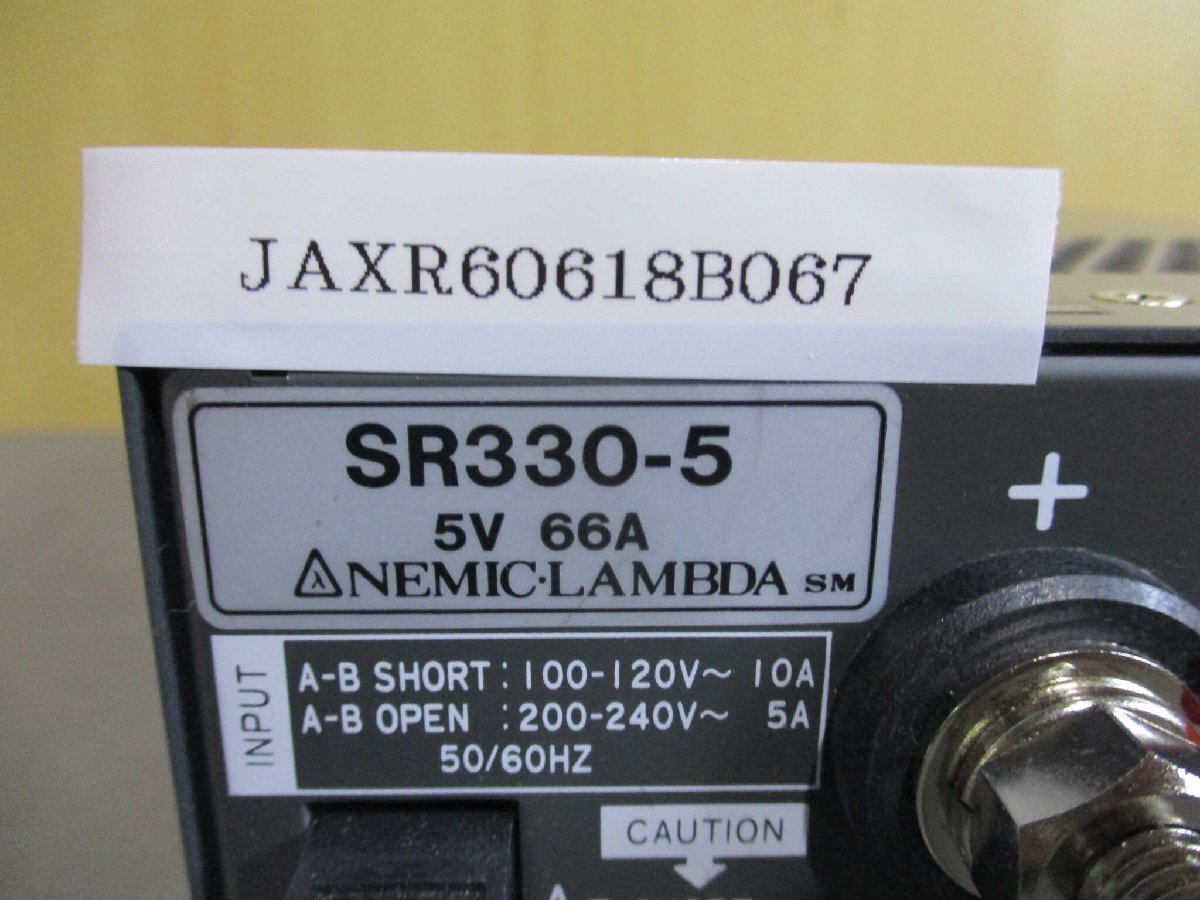 JAXR60618B067
SR330-5
5V 66A
NEMIC·LAMBDA SM
+
INPUT
A-B SHORT : 100-120V~ 10A
A-B OPEN : 200-240V~ 5A
50/60HZ
CAUTION